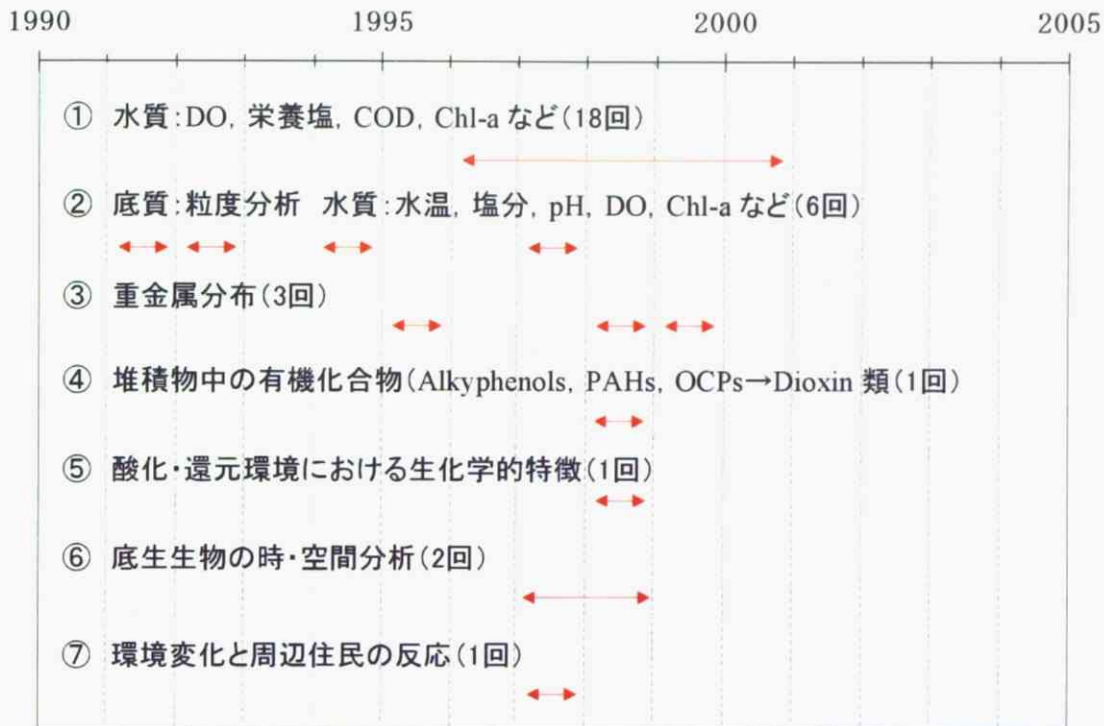 1990 1995 2000 2005
① 水質:DO, 栄養塩, COD, Chl-a など(18回)
② 底質:粒度分析 水質:水温, 塩分, pH, DO, Chl-a など(6回)
③ 重金属分布(3回)
④ 堆積物中の有機化合物(Alkyphenols, PAHs, OCPs→Dioxin 類(1回)
⑤ 酸化・還元環境における生化学的特徴(1回)
⑥ 底生生物の時・空間分析(2回)
⑦ 環境変化と周辺住民の反応(1回)